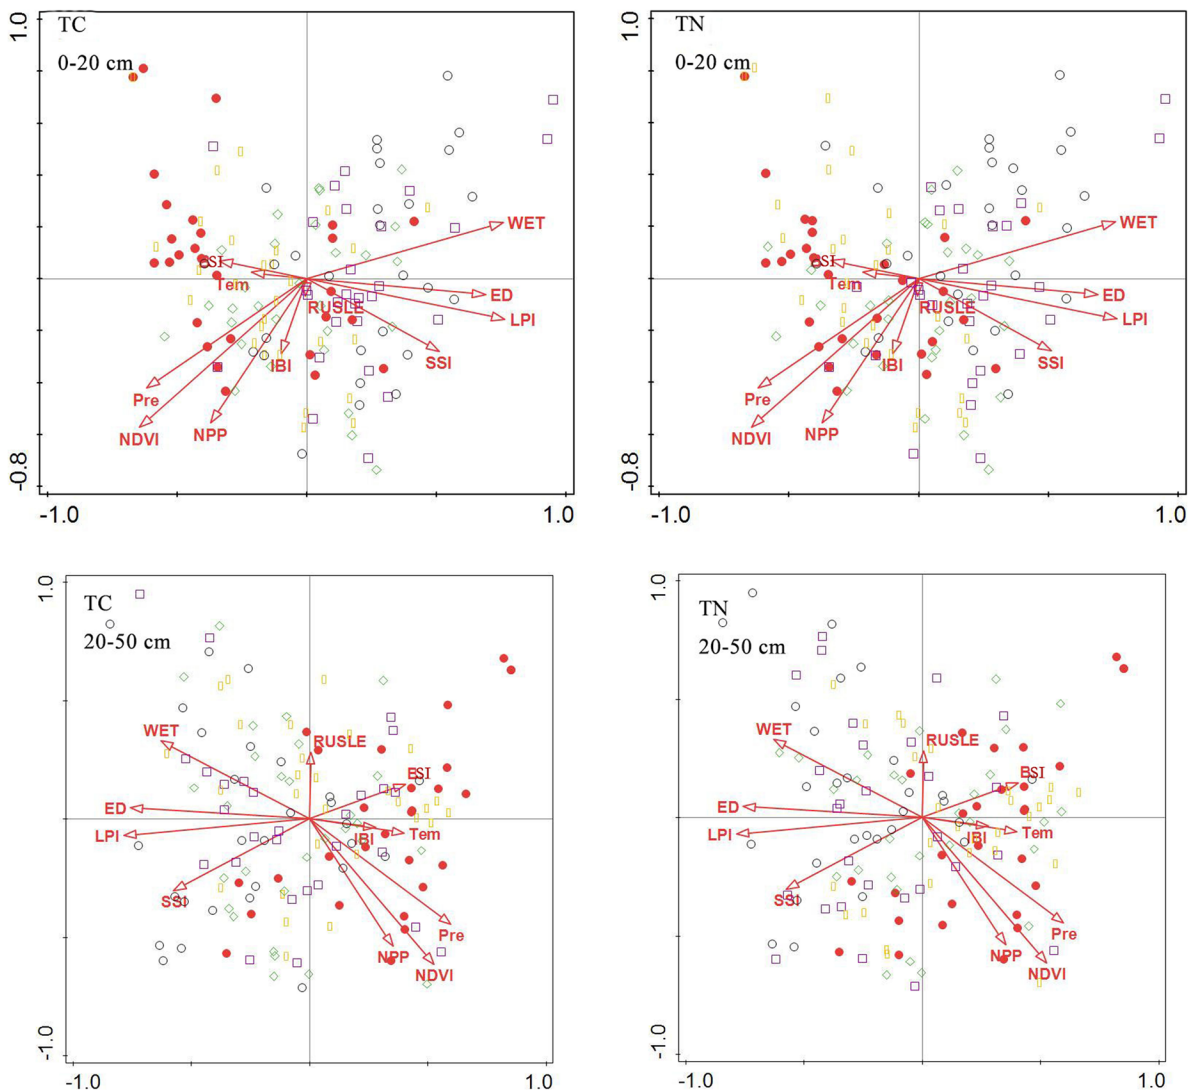 1.0
TC
0-20 cm
WET
SI
Tem
ED
RUSLE
LPI
IBI
SSI
Pre
NDVI
NPP
-0.8
-1.0
1.0
1.0
TN
0-20 cm
WET
SI
Tem
ED
RUSLE
LPI
IBI
SSI
Pre
NDVI
NPP
-0.8
-1.0
1.0
1.0
TC
20-50 cm
WET
RUSLE
ESI
ED
LPI
IBI
Tem
SSI
Pre
NPP
NDVI
-1.0
-1.0
1.0
1.0
TN
20-50 cm
WET
RUSLE
ESI
ED
LPI
IBI
Tem
SSI
Pre
NPP
NDVI
-1.0
-1.0
1.0